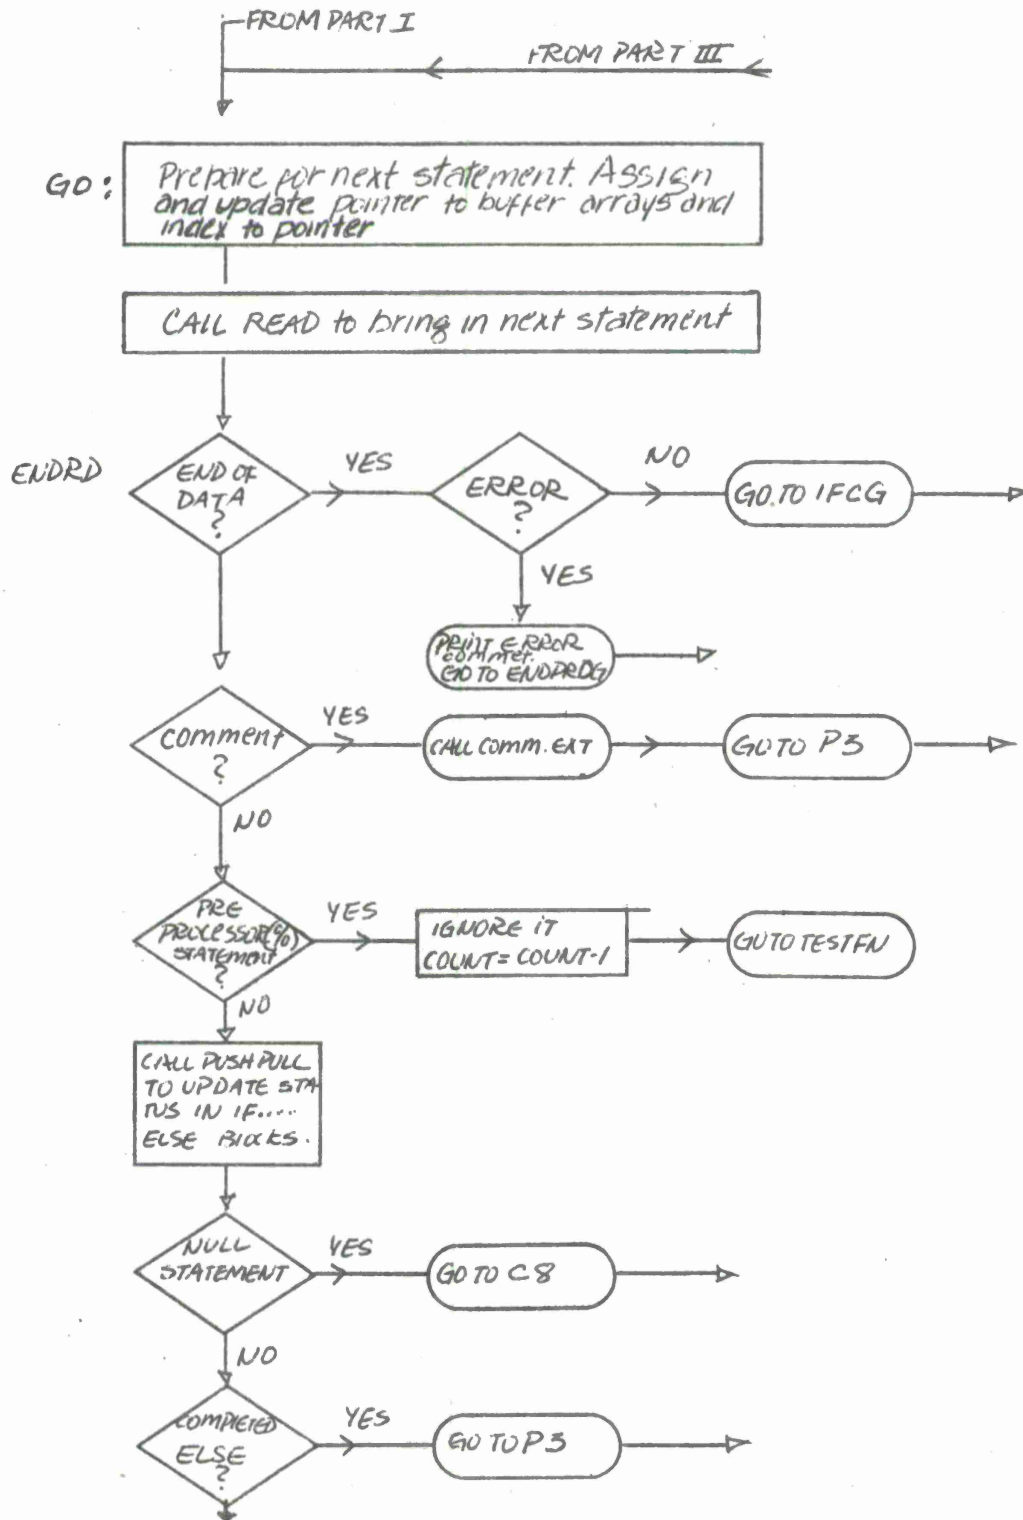 FROM PART I
FROM PART III
GO:
Prepare for next statement. Assign
and update pointer to buffer arrays and
index to pointer
CALL READ to bring in next statement
ENDRD
END OF
DATA
?
YES
ERROR
?
NO
GO TO IFCG
YES
PRINT ERROR
commet.
GO TO ENDPROG
comment
?
YES
CALL COMM.EXT
GO TO P3
NO
PRE
PROCESSOR(%)
STATEMENT
?
YES
IGNORE IT
COUNT=COUNT-1
GO TO TESTFN
NO
CALL PUSHPULL
TO UPDATE STA
TUS IN IF....
ELSE BLOCKS.
NULL
STATEMENT
YES
GO TO C8
NO
COMPLETED
ELSE
?
YES
GO TO P3